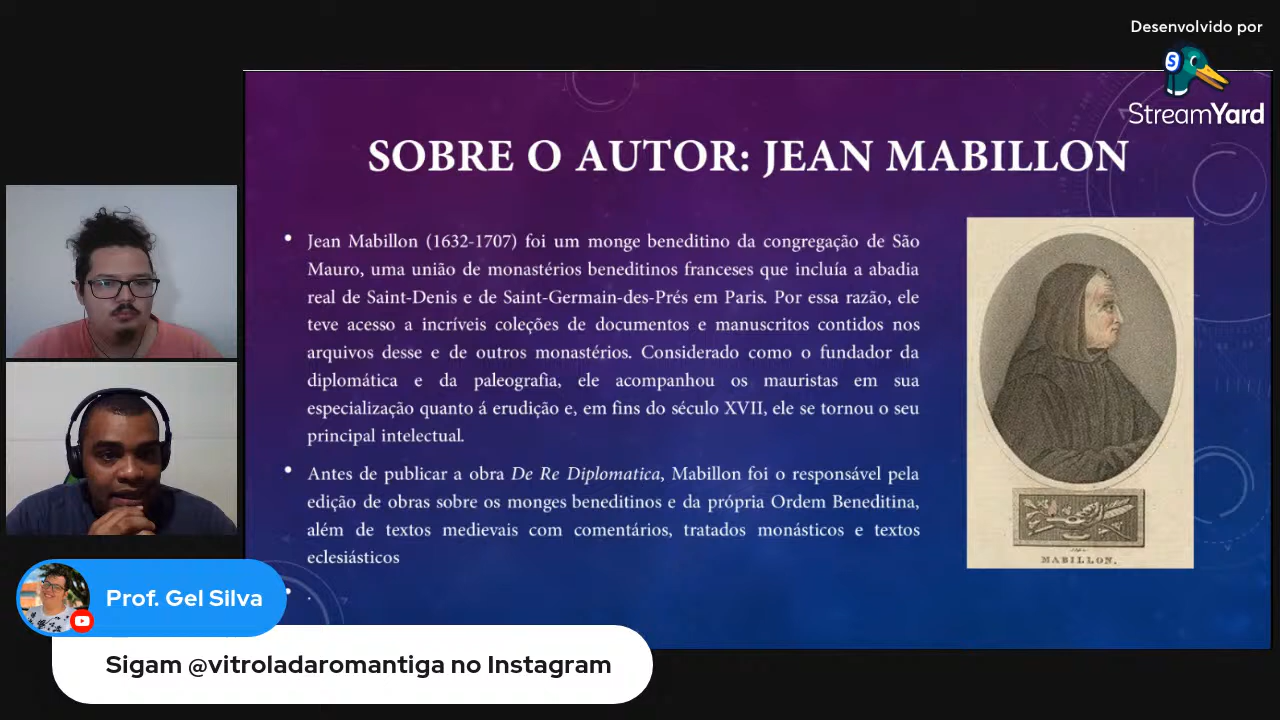 Desenvolvido por
S
StreamYard
SOBRE O AUTOR: JEAN MABILLON
• Jean Mabillon (1632-1707) foi um monge beneditino da congregação de São
Mauro, uma união de monastérios beneditinos franceses que incluía a abadia
real de Saint-Denis e de Saint-Germain-des-Prés em Paris. Por essa razão, ele
teve acesso a incríveis coleções de documentos e manuscritos contidos nos
arquivos desse e de outros monastérios. Considerado como o fundador da
diplomática e da paleografia, ele acompanhou os mauristas em sua
especialização quanto á erudição e, em fins do século XVII, ele se tornou o seu
principal intelectual.
• Antes de publicar a obra De Re Diplomatica, Mabillon foi o responsável pela
edição de obras sobre os monges beneditinos e da própria Ordem Beneditina,
além de textos medievais com comentários, tratados monásticos e textos
eclesiásticos
• .
MABILLON.
Prof. Gel Silva
Sigam @vitroladaromantiga no Instagram